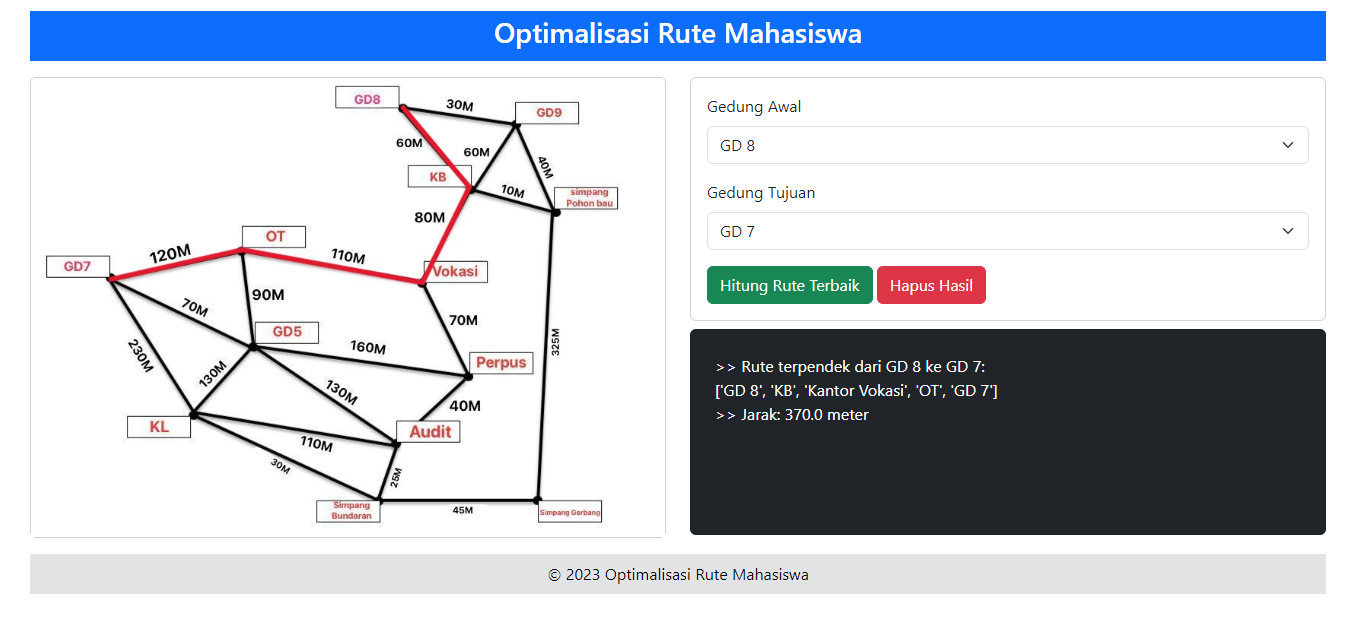 Optimalisasi Rute Mahasiswa
GD8
30M
GD9
60M
60M
40M
KB
10M
simpang
Pohon bau
80M
OT
120M
110M
GD7
Vokasi
90M
70M
70M
GD5
325M
160M
230M
Perpus
130M
130M
40M
KL
Audit
110M
30M
25M
Simpang
Bundaran
45M
Simpang Gerbang
Gedung Awal
GD 8
Gedung Tujuan
GD 7
Hitung Rute Terbaik
Hapus Hasil
>> Rute terpendek dari GD 8 ke GD 7:
['GD 8', 'KB', 'Kantor Vokasi', 'OT', 'GD 7']
>> Jarak: 370.0 meter
© 2023 Optimalisasi Rute Mahasiswa